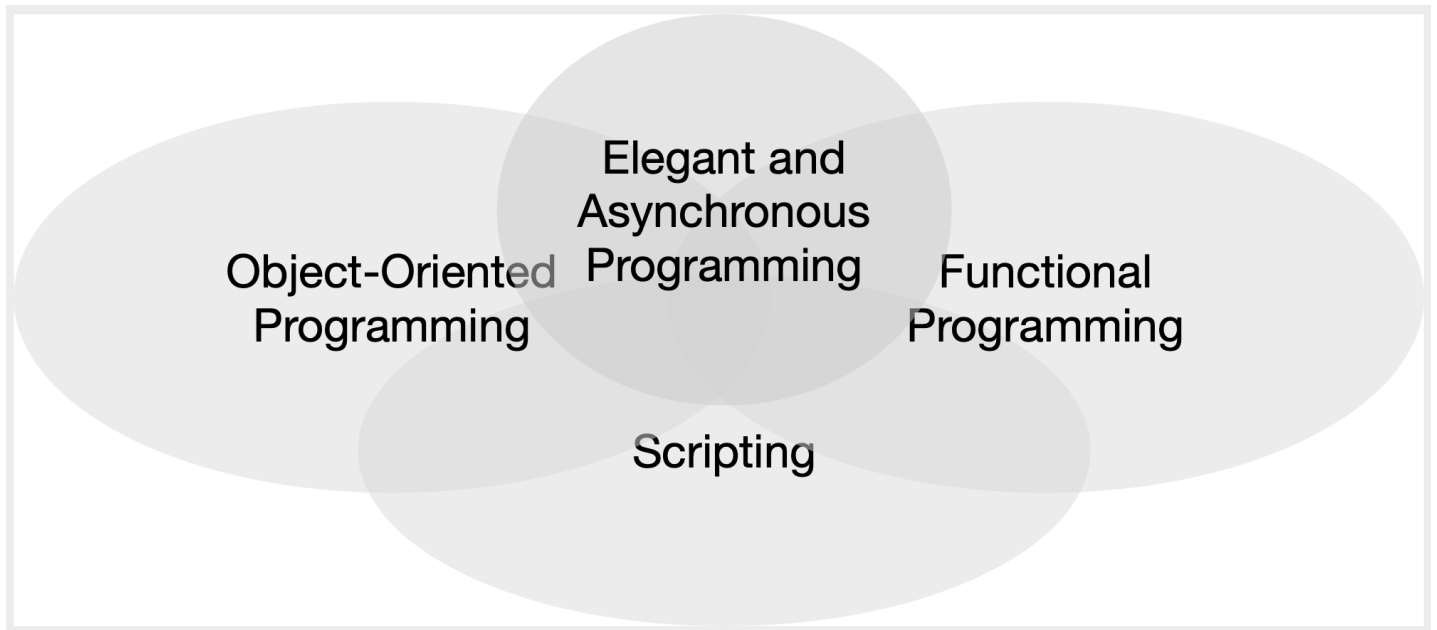 Elegant and
Asynchronous
Programming
Object-Oriented
Programming
Functional
Programming
Scripting